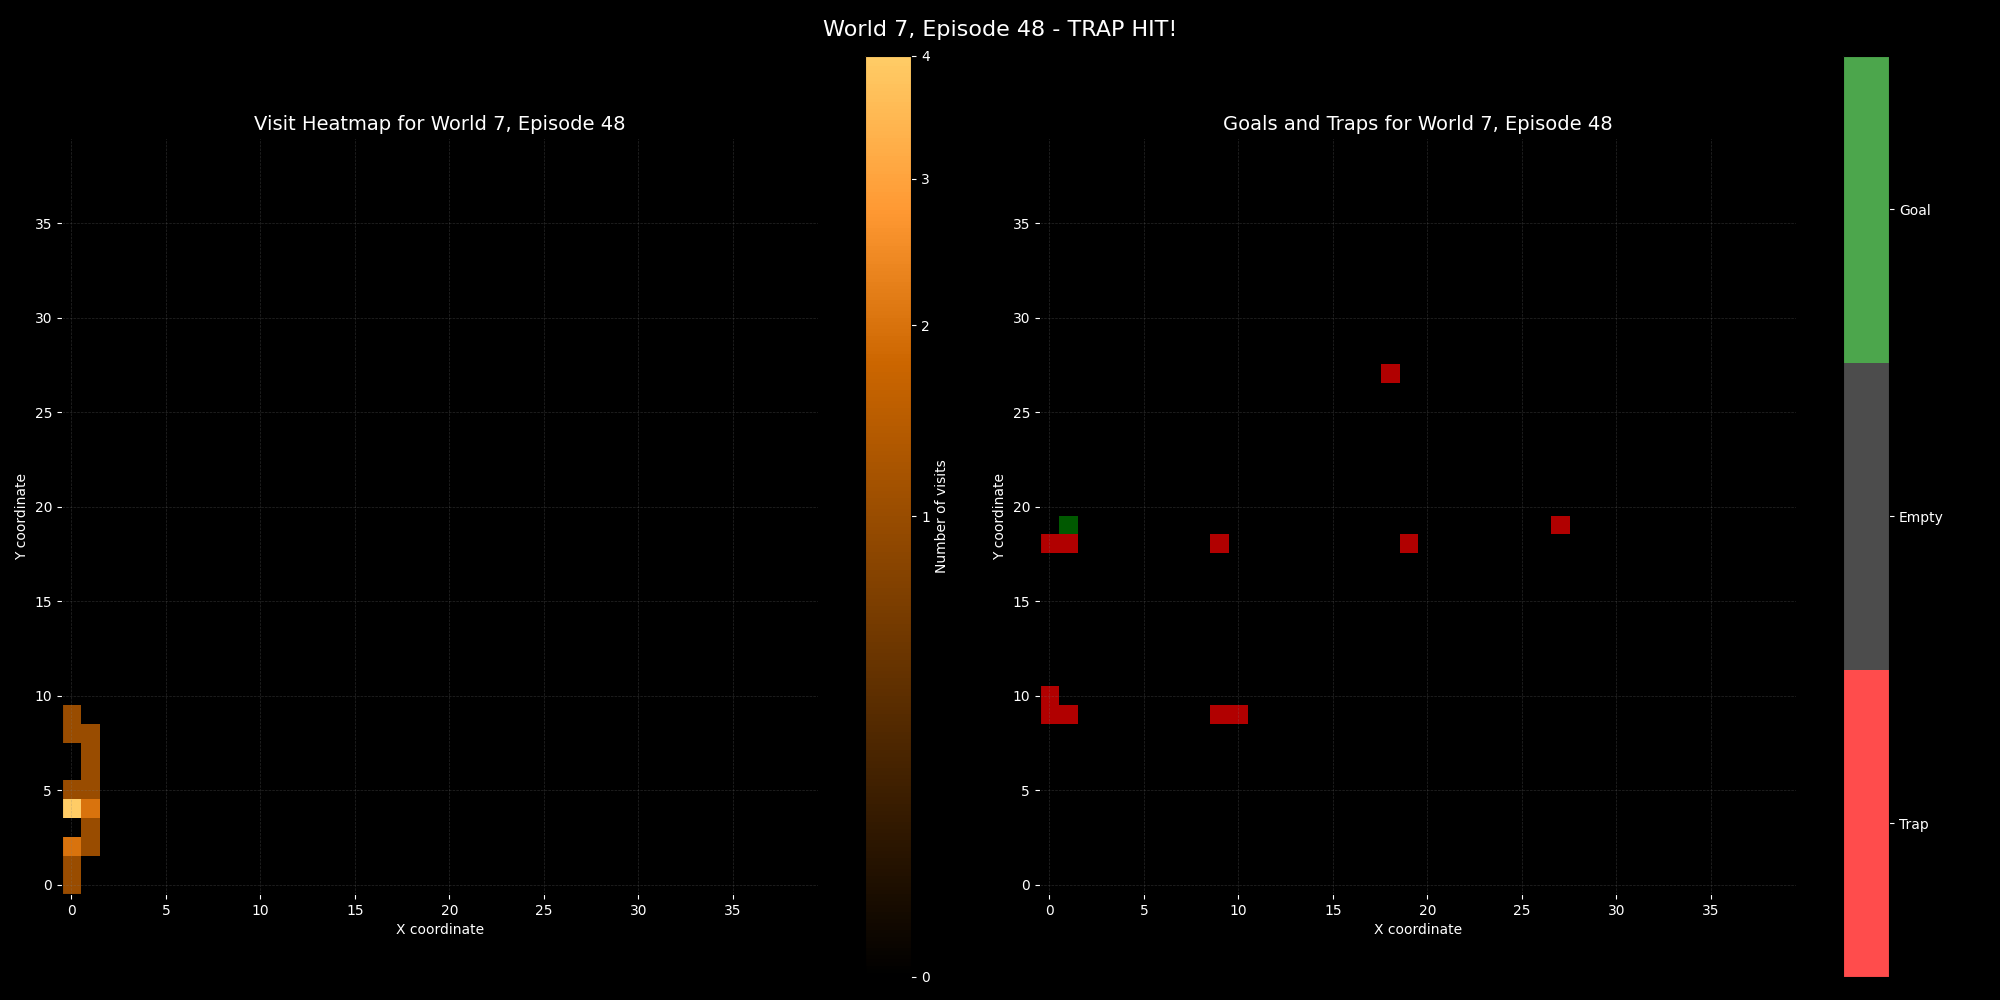 World 7, Episode 48 - TRAP HIT!
Visit Heatmap for World 7, Episode 48
35
30
25
20
15
10
5
0
Y coordinate
0 5 10 15 20 25 30 35
X coordinate
4
3
2
1
0
Number of visits
Goals and Traps for World 7, Episode 48
35
30
25
20
15
10
5
0
Y coordinate
0 5 10 15 20 25 30 35
X coordinate
Goal
Empty
Trap